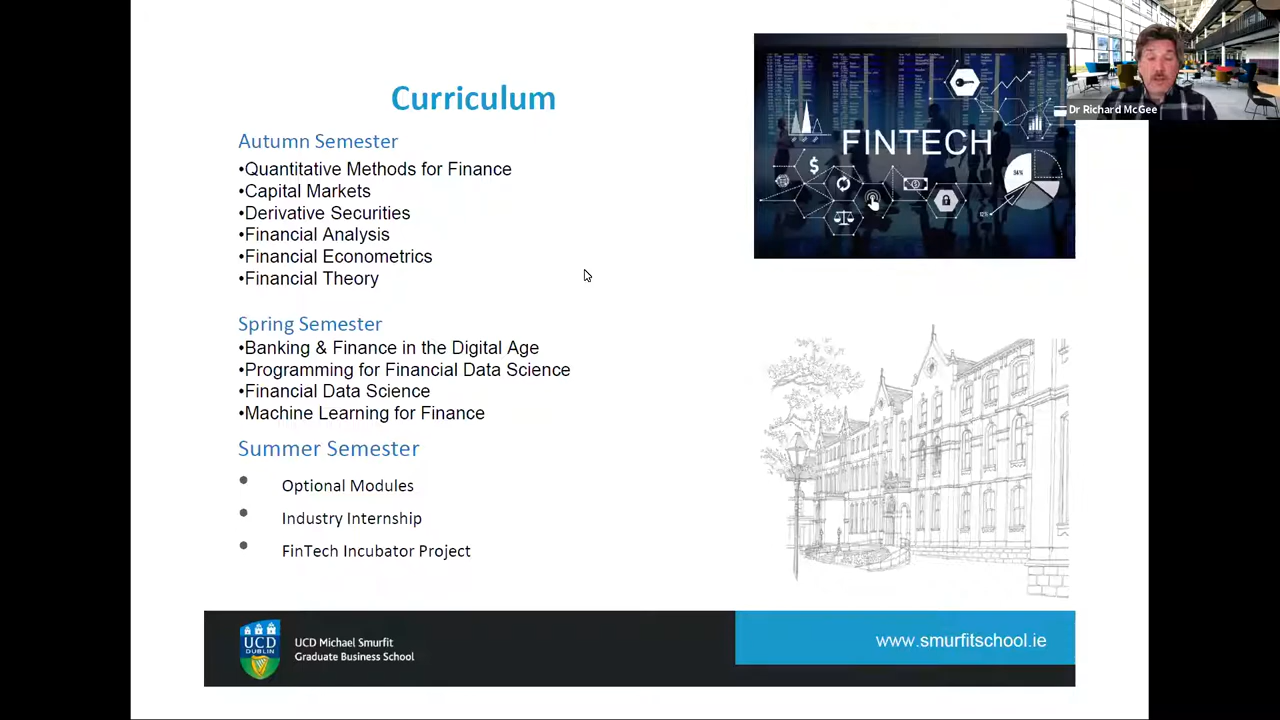 Curriculum
Autumn Semester
•Quantitative Methods for Finance
•Capital Markets
•Derivative Securities
•Financial Analysis
•Financial Econometrics
•Financial Theory
Spring Semester
•Banking & Finance in the Digital Age
•Programming for Financial Data Science
•Financial Data Science
•Machine Learning for Finance
Summer Semester
• Optional Modules
• Industry Internship
• FinTech Incubator Project
FINTECH
$
34%
Dr Richard McGee
UCD
DUBLIN
UCD Michael Smurfit
Graduate Business School
www.smurfitschool.ie